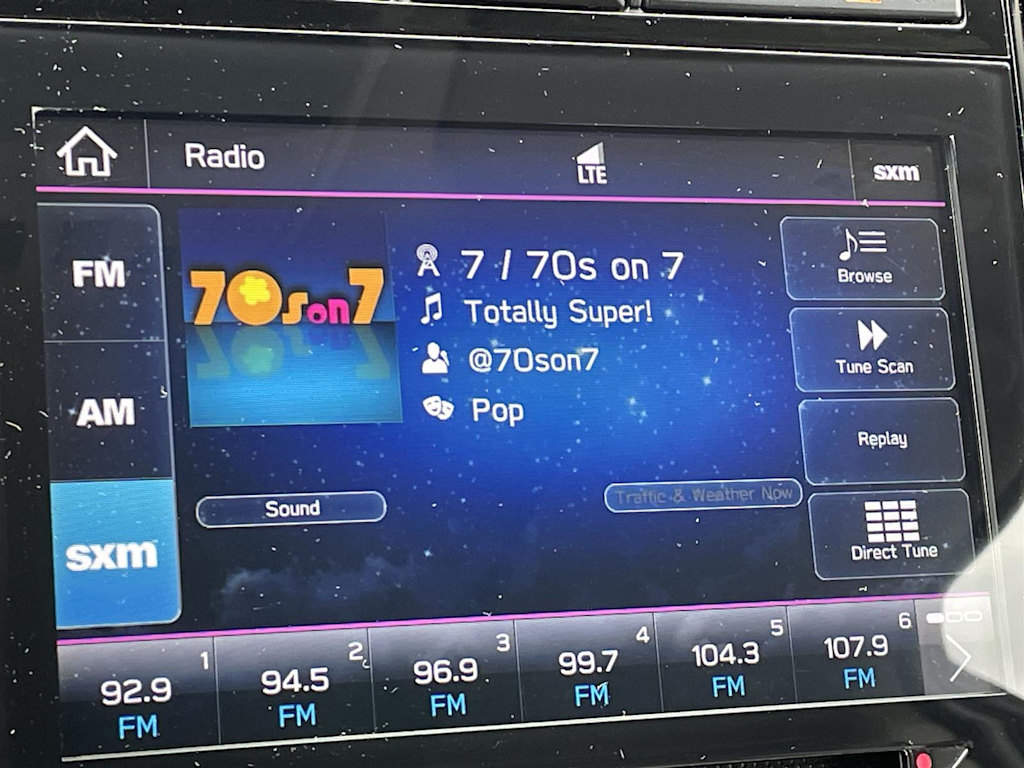 Radio
LTE
sxm
FM
AM
sxm
70son7
7 / 70s on 7
Totally Super!
@70son7
Pop
Browse
Tune Scan
Replay
Direct Tune
Sound
Traffic & Weather Now
1
92.9
FM
2
94.5
FM
3
96.9
FM
4
99.7
FM
5
104.3
FM
6
107.9
FM